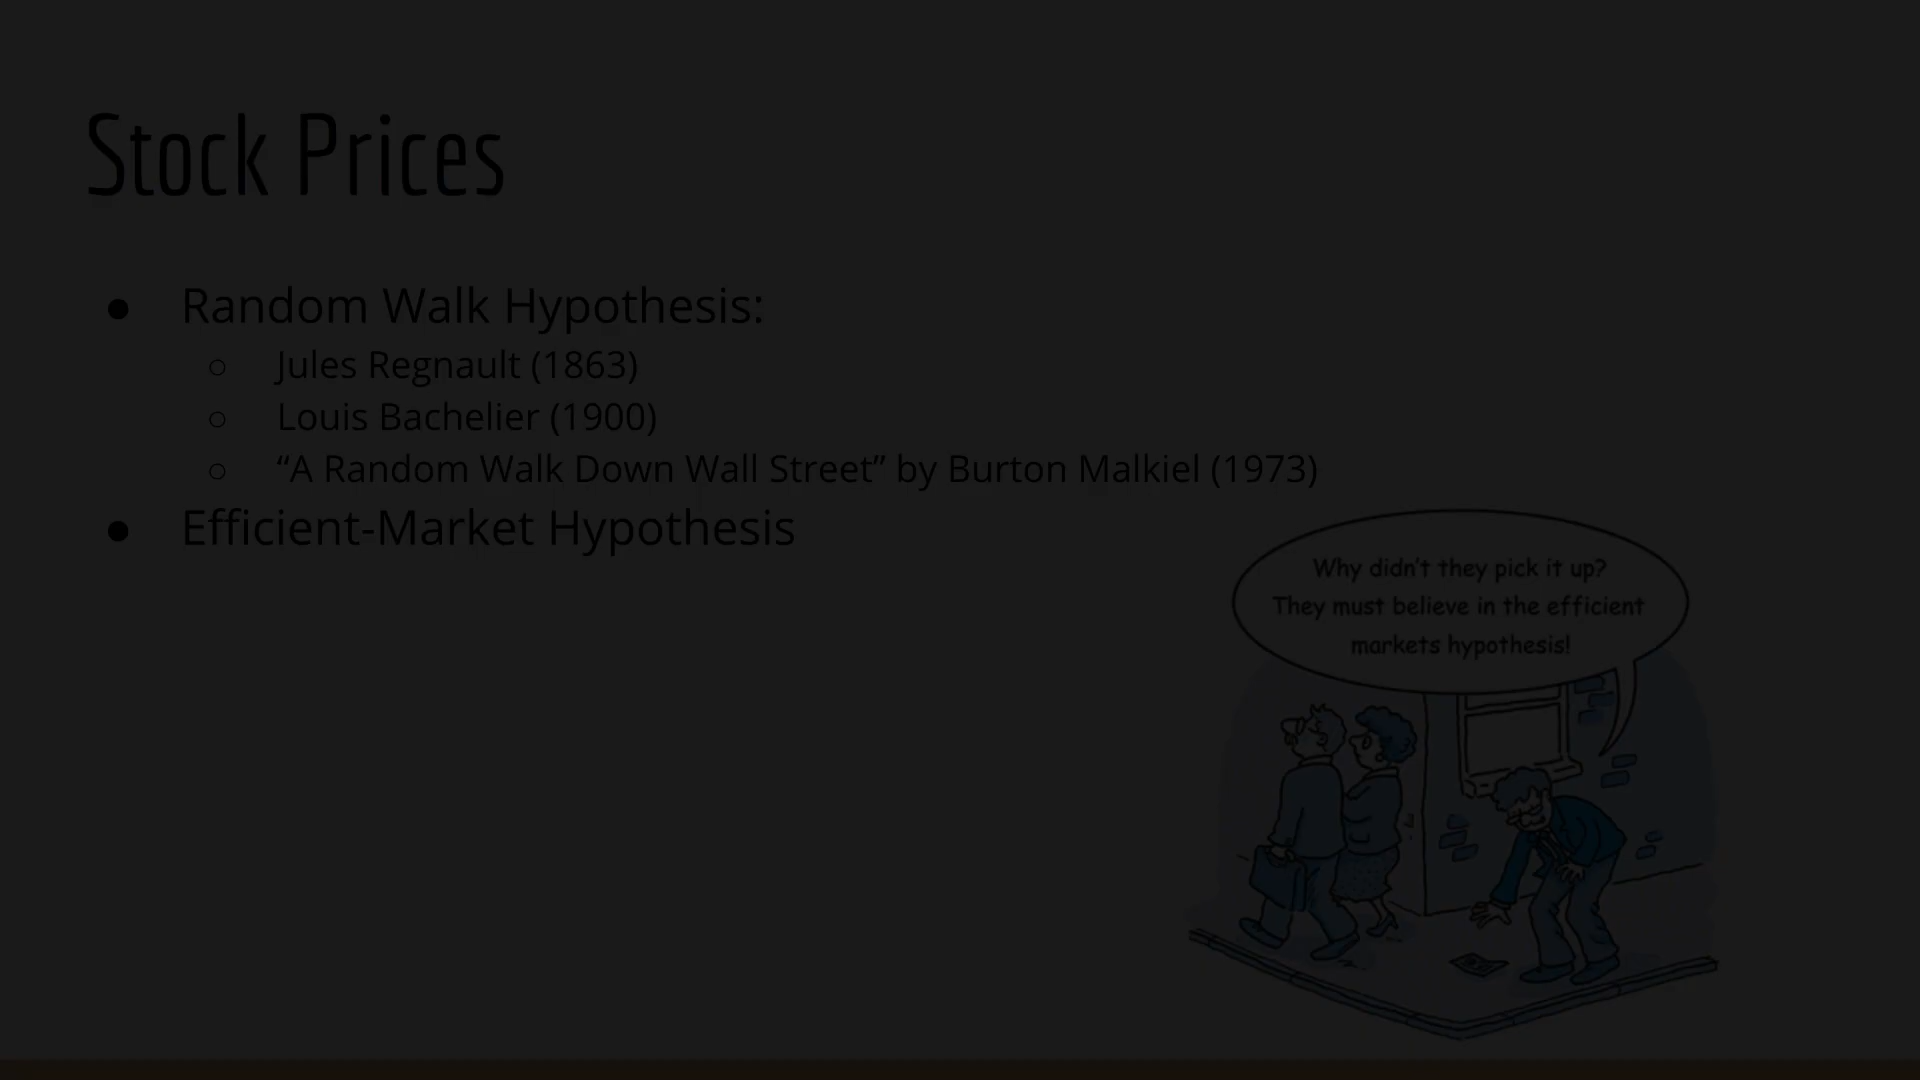 Stock Prices
● Random Walk Hypothesis:
○ Jules Regnault (1863)
○ Louis Bachelier (1900)
○ “A Random Walk Down Wall Street” by Burton Malkiel (1973)
● Efficient-Market Hypothesis
Why didn't they pick it up?
They must believe in the efficient
markets hypothesis!